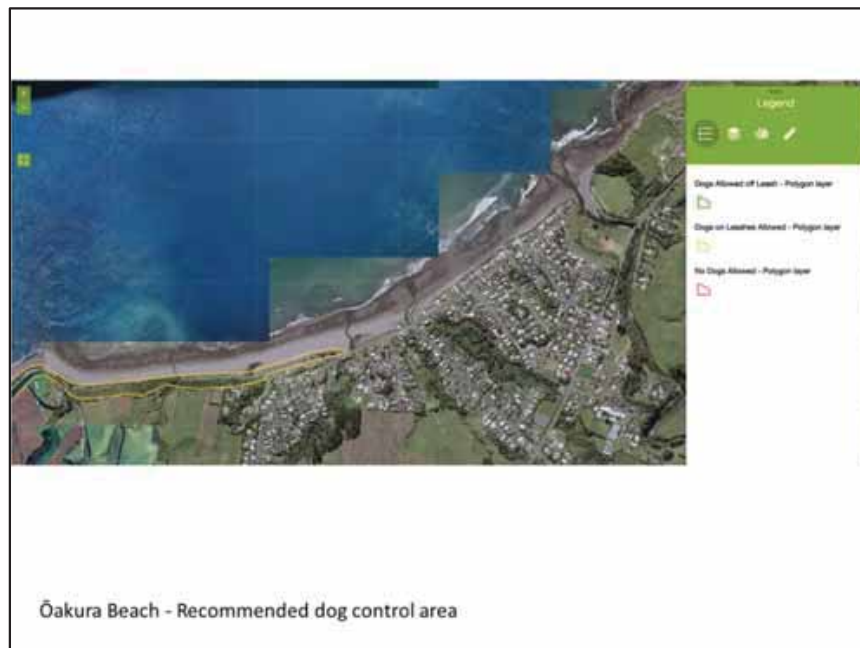 Legend
Dogs Allowed off Leash - Polygon layer
Dogs on Leashes Allowed - Polygon layer
No Dogs Allowed - Polygon layer
Ōakura Beach - Recommended dog control area